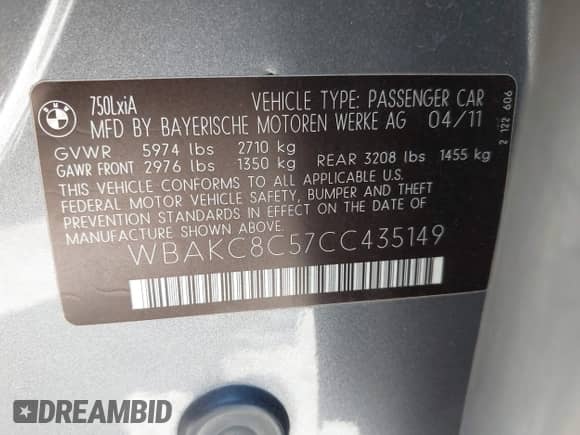 BMW
750LxiA VEHICLE TYPE: PASSENGER CAR
MFD BY BAYERISCHE MOTOREN WERKE AG 04/11
GVWR 5974 lbs 2710 kg
GAWR FRONT 2976 lbs 1350 kg REAR 3208 lbs 1455 kg
THIS VEHICLE CONFORMS TO ALL APPLICABLE U.S.
FEDERAL MOTOR VEHICLE SAFETY, BUMPER AND THEFT
PREVENTION STANDARDS IN EFFECT ON THE DATE OF
MANUFACTURE SHOWN ABOVE.
WBAKC8C57CC435149
2 122 606
DREAMBID